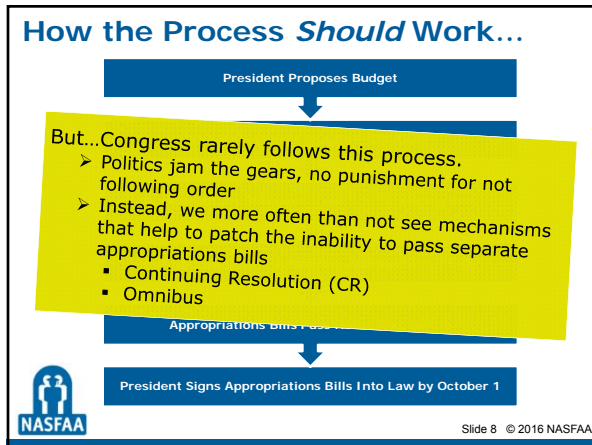 How the Process Should Work…
President Proposes Budget
But…Congress rarely follows this process.
➢ Politics jam the gears, no punishment for not
following order
➢ Instead, we more often than not see mechanisms
that help to patch the inability to pass separate
appropriations bills
▪ Continuing Resolution (CR)
▪ Omnibus
Appropriations Bills Pass
President Signs Appropriations Bills Into Law by October 1
NASFAA
Slide 8 © 2016 NASFAA